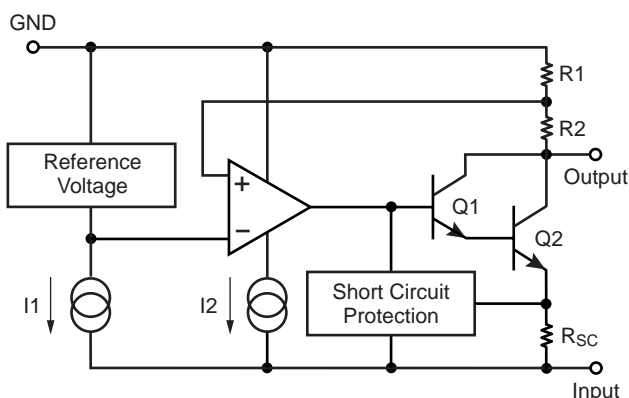 GND
R1
R2
Reference
Voltage
+
−
Output
Q1
Q2
I1
I2
Short Circuit
Protection
RSC
Input